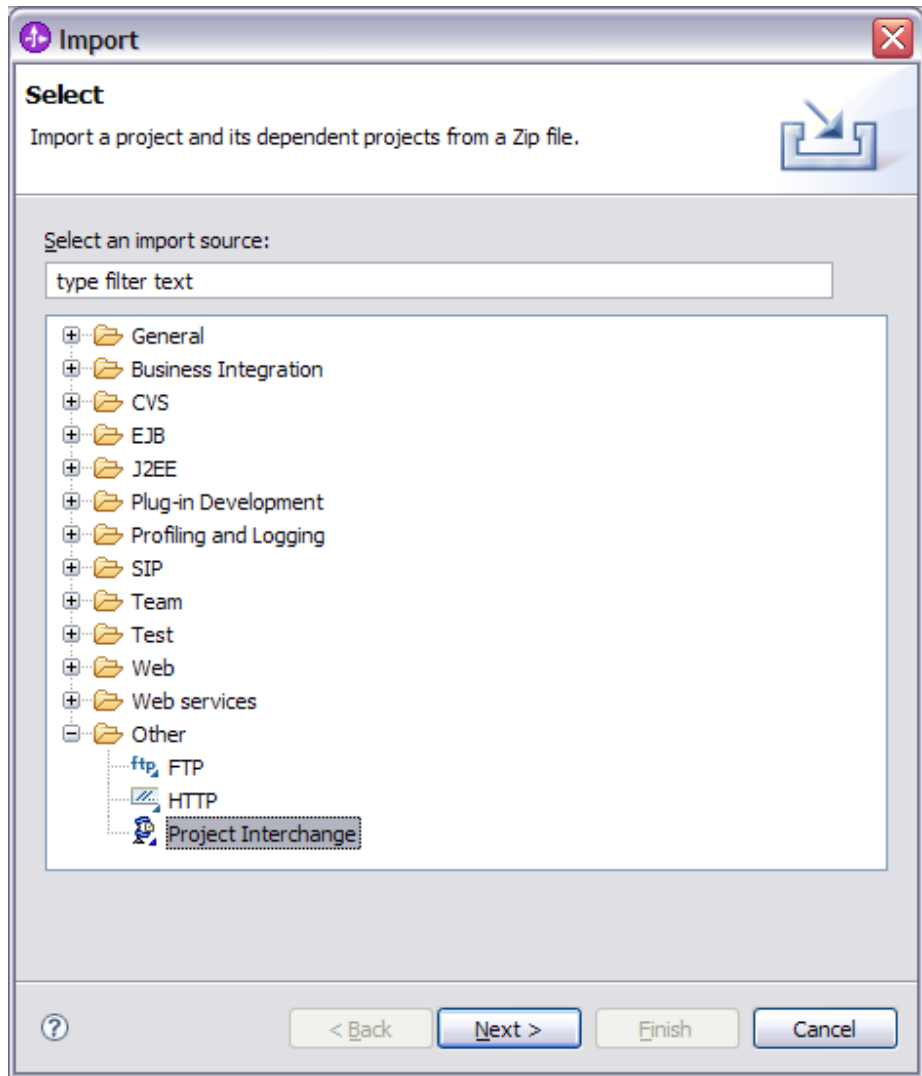 Import
Select
Import a project and its dependent projects from a Zip file.
Select an import source:
type filter text
General
Business Integration
CVS
EJB
J2EE
Plug-in Development
Profiling and Logging
SIP
Team
Test
Web
Web services
Other
ftp FTP
HTTP
Project Interchange
? < Back Next > Finish Cancel